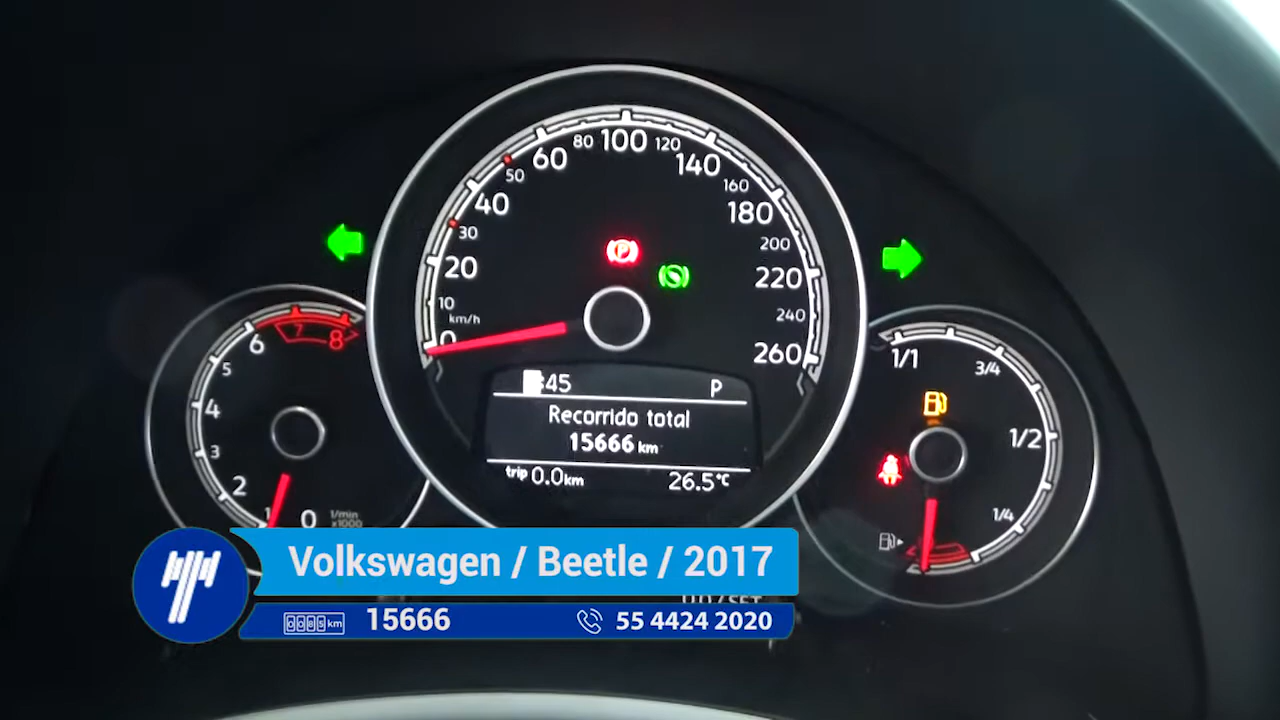 80 100 120
60 140
50 160
40 180
30 200
20 220
10 240
km/h
0 260
:45 P
Recorrido total
15666 km
trip 0.0km 26.5°C
7 8
6
5
4
3
2
1 0 1/min
x1000
1/1 3/4
1/2
1/4
P
Volkswagen / Beetle / 2017
0085 km 15666 55 4424 2020